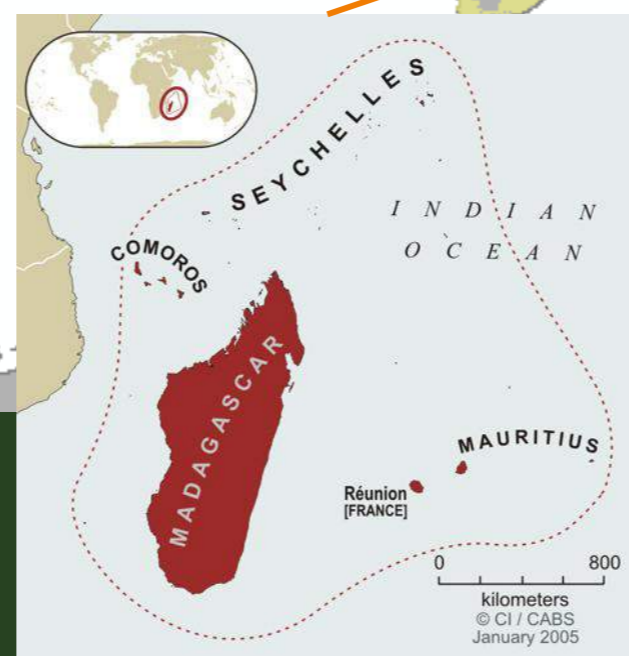 SEYCHELLES
INDIAN
OCEAN
COMOROS
MADAGASCAR
MAURITIUS
Réunion
[FRANCE]
0 800
kilometers
© CI / CABS
January 2005